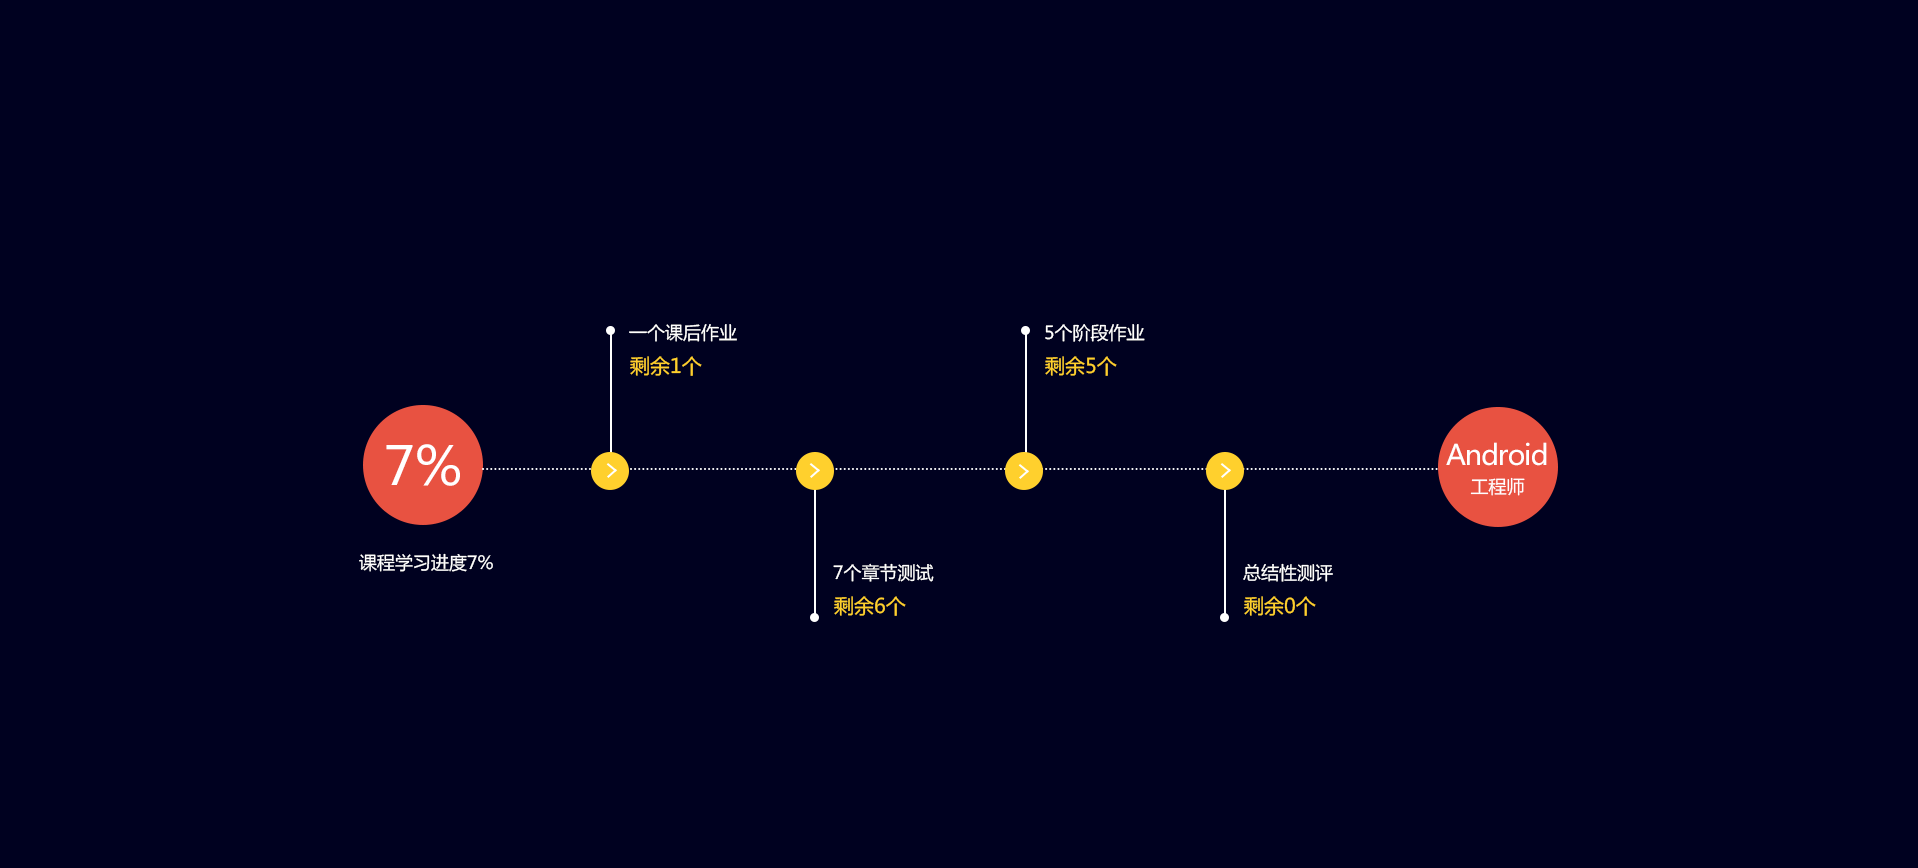 7%
课程学习进度7%
一个课后作业
剩余1个
7个章节测试
剩余6个
5个阶段作业
剩余5个
总结性测评
剩余0个
Android
工程师